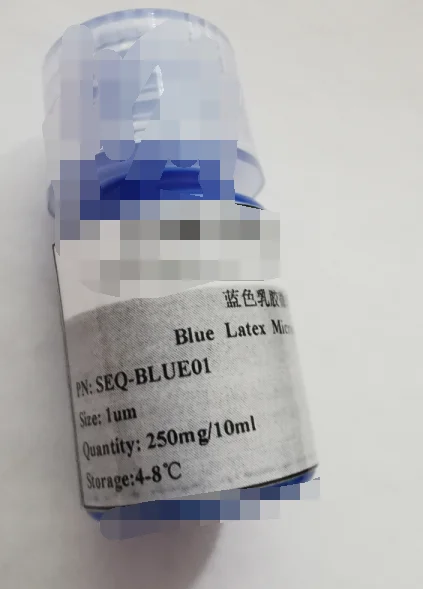 蓝色乳胶
Blue Latex
PN: SEQ-BLUE01
Size: 1um
Quantity: 250mg/10ml
Storage:4-8℃